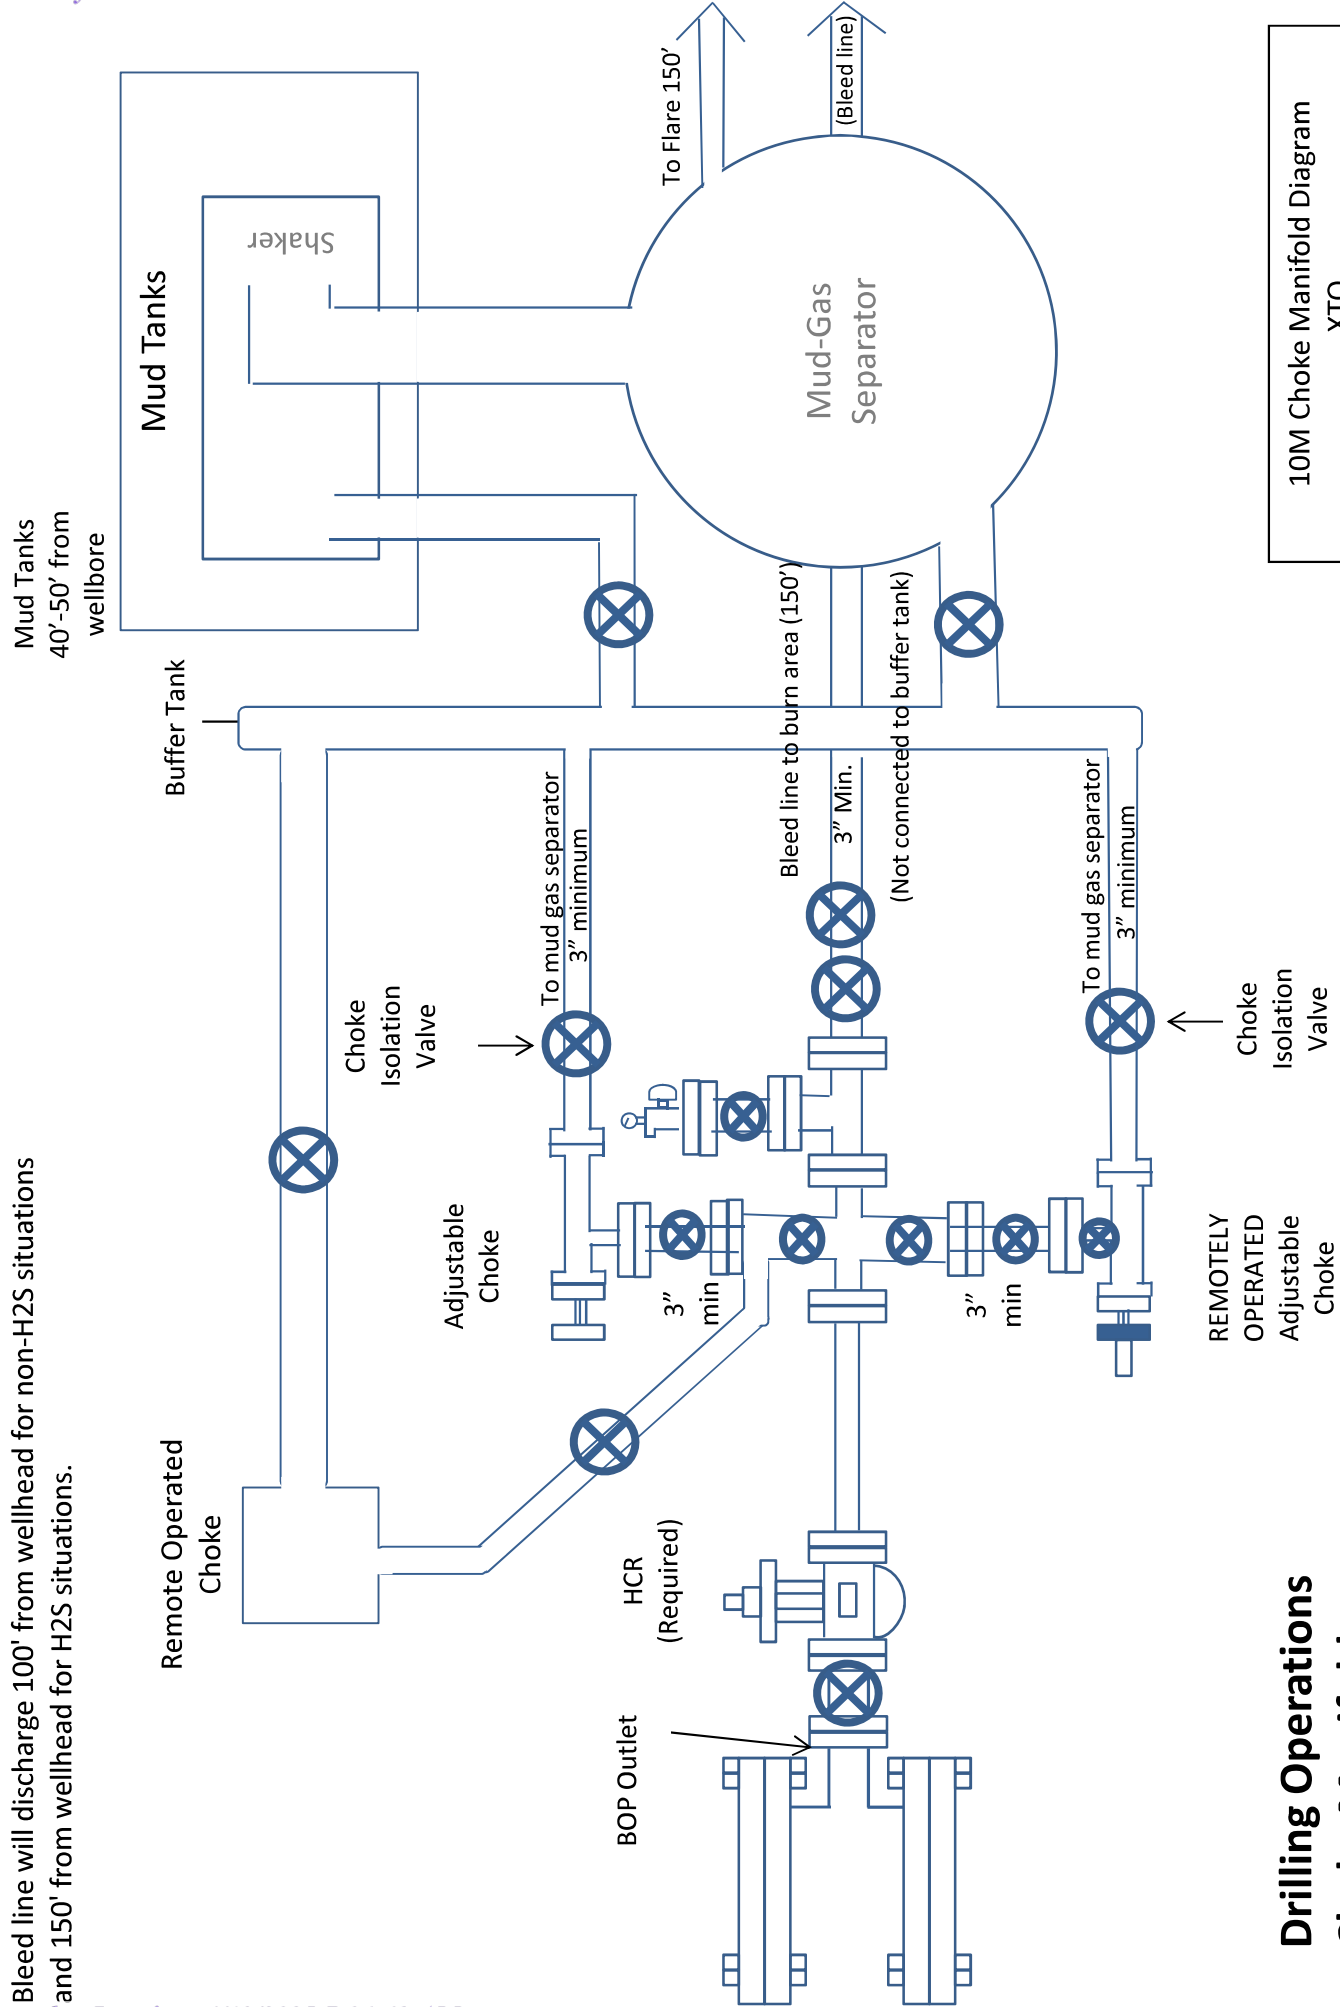 Bleed line will discharge 100' from wellhead for non-H2S situations
and 150' from wellhead for H2S situations.
Mud Tanks
40’-50’ from
wellbore
Mud Tanks
Shaker
Buffer Tank
Remote Operated
Choke
Choke
Isolation
Valve
Adjustable
Choke
To mud gas separator
3” minimum
To Flare 150’
(Bleed line)
Mud-Gas
Separator
Bleed line to burn area (150’)
3” Min.
(Not connected to buffer tank)
3”
min
3”
min
HCR
(Required)
BOP Outlet
To mud gas separator
3” minimum
Choke
Isolation
Valve
REMOTELY
OPERATED
Adjustable
Choke
10M Choke Manifold Diagram
XTO
Drilling Operations